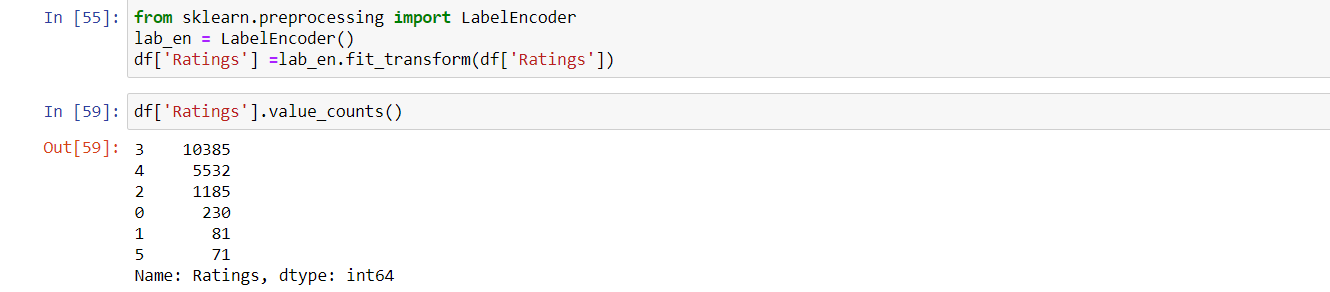 In [55]: from sklearn.preprocessing import LabelEncoder
lab_en = LabelEncoder()
df['Ratings'] =lab_en.fit_transform(df['Ratings'])
In [59]: df['Ratings'].value_counts()
Out[59]: 3    10385
4     5532
2     1185
0      230
1       81
5       71
Name: Ratings, dtype: int64